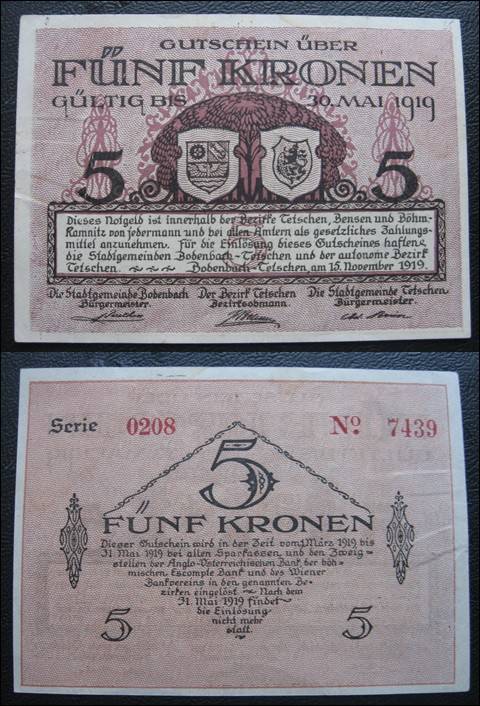 GUTSCHEIN ÜBER
FÜNF KRONEN
GÜLTIG BIS 30. MAI 1919
5 5
Dieses Notgeld ist innerhalb der Bezirke Tetschen, Bensen und Böhm.-
Kamnitz von jedermann und bei allen Ämtern als gesetzliches Zahlungs-
mittel anzunehmen. Für die Einlösung dieses Gutscheines haften
die Stadtgemeinden Bodenbach-Tetschen und der autonome Bezirk
Tetschen. Bodenbach-Tetschen, am 15. November 1919.
Die Stadtgemeinde Bodenbach Der Bezirk Tetschen Die Stadtgemeinde Tetschen
Bürgermeister. Bezirksobmann. Bürgermeister.
Serie 0208 No 7439
5
FÜNF KRONEN
Dieser Gutschein wird in der Zeit vom 1. März 1919 bis
31. Mai 1919 bei allen Sparkassen, und den Zweig-
stellen der Anglo-Österreichischen Bank, der böh-
mischen Escompte Bank und des Wiener
Bankvereins in den genannten Be-
zirken eingelöst. Nach dem
31. Mai 1919 findet
die Einlösung
nicht mehr
statt.
5 5